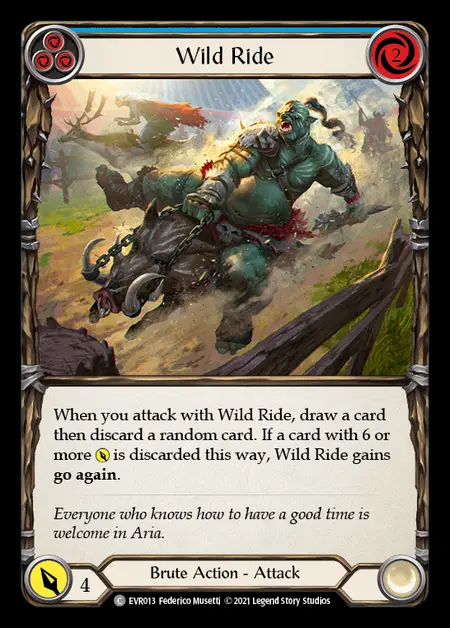 Wild Ride
2
When you attack with Wild Ride, draw a card
then discard a random card. If a card with 6 or
more is discarded this way, Wild Ride gains
go again.
Everyone who knows how to have a good time is
welcome in Aria.
4
Brute Action - Attack
C EVR013 Federico Musetti © 2021 Legend Story Studios